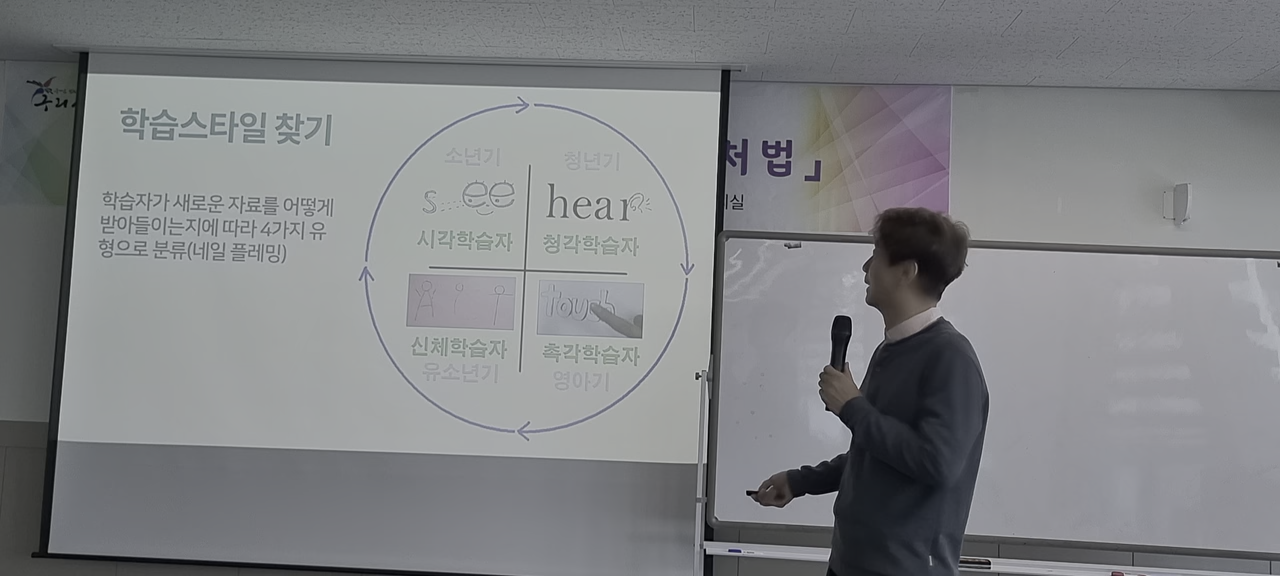 학습스타일 찾기
학습자가 새로운 자료를 어떻게
받아들이는지에 따라 4가지 유
형으로 분류(네일 플레밍)
소년기
청년기
see
hear
시각학습자
청각학습자
touch
신체학습자
촉각학습자
유소년기
영아기
처 법」